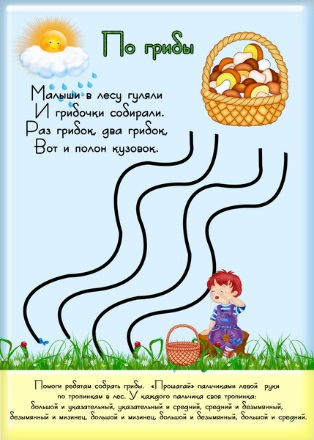 По грибы
Малыши в лесу гуляли
И грибочки собирали.
Раз грибок, два грибок,
Вот и полон кузовок.
Помоги ребятам собрать грибы. «Прошагай» пальчиками левой руки
по тропинкам в лес. У каждого пальчика своя тропинка:
большой и указательный, указательный и средний, средний и безымянный,
безымянный и мизинец, большой и мизинец, большой и безымянный, большой и средний.